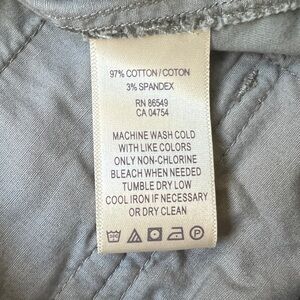 97% COTTON/COTON
3% SPANDEX
RN 86549
CA 04754
MACHINE WASH COLD
WITH LIKE COLORS
ONLY NON-CHLORINE
BLEACH WHEN NEEDED
TUMBLE DRY LOW
COOL IRON IF NECESSARY
OR DRY CLEAN